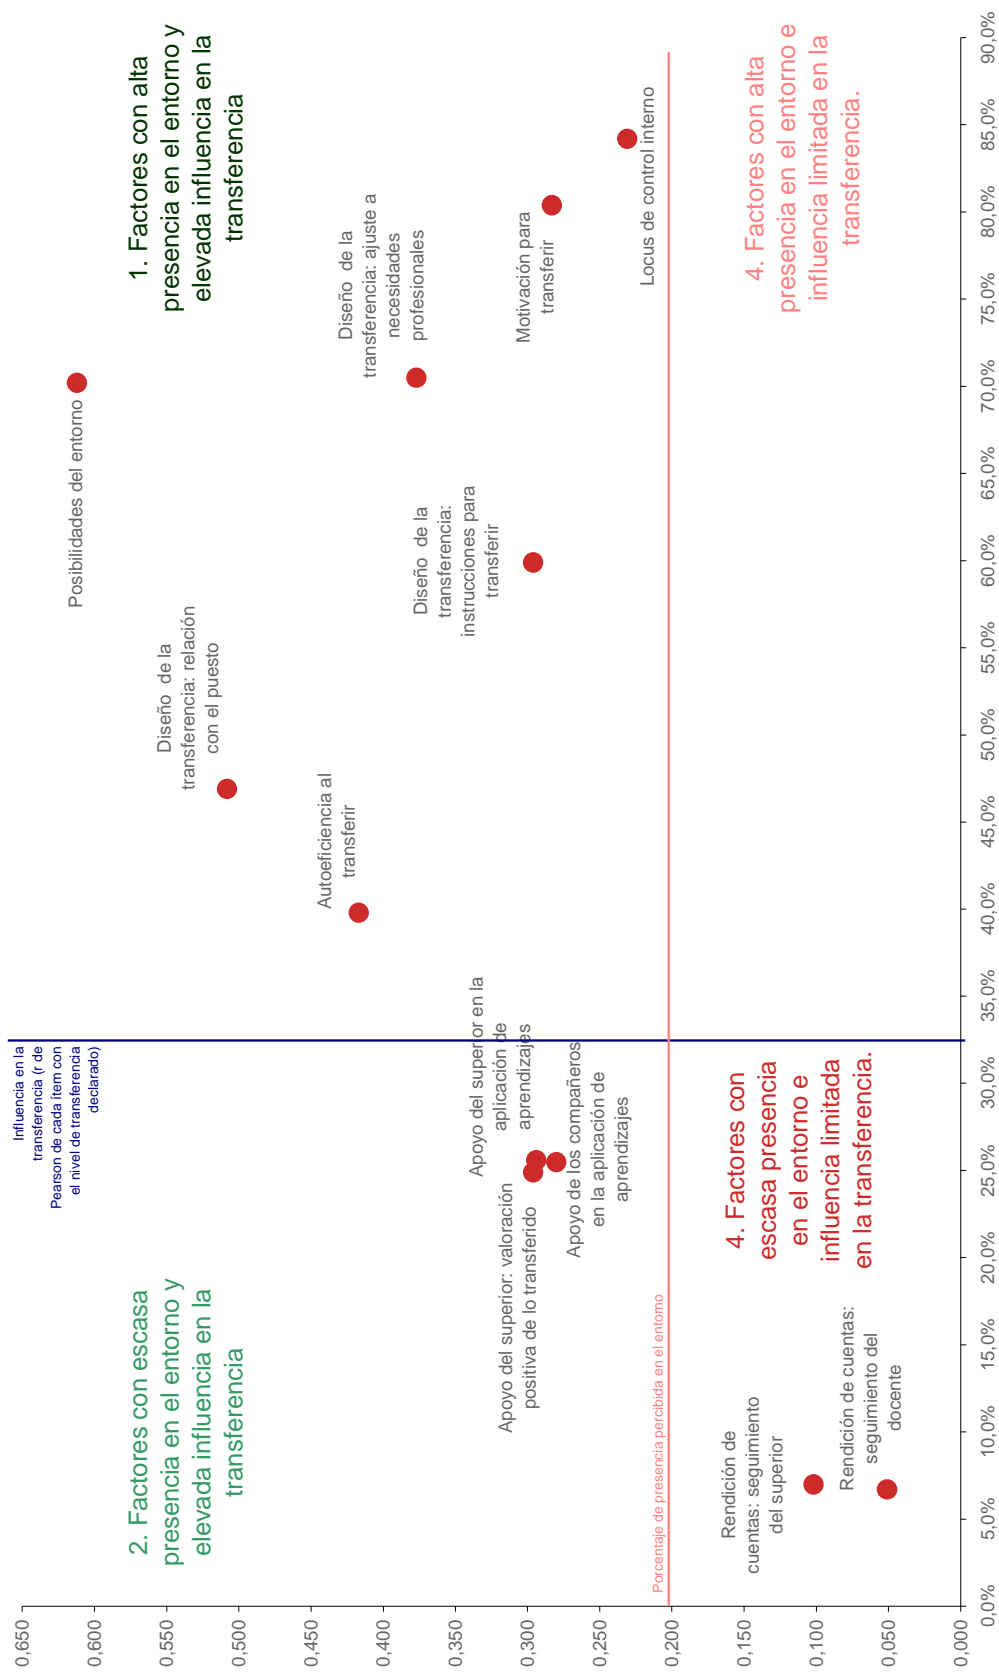 Influencia en la
transferencia (r de
Pearson de cada ítem con
el nivel de transferencia
declarado)
2. Factores con escasa
presencia en el entorno y
elevada influencia en la
transferencia
1. Factores con alta
presencia en el entorno y
elevada influencia en la
transferencia
Posibilidades del entorno
Diseño de la
transferencia: relación
con el puesto
Autoeficiencia al
transferir
Diseño de la
transferencia: ajuste a
necesidades
profesionales
Diseño de la
transferencia:
instrucciones para
transferir
Motivación para
transferir
Locus de control interno
Apoyo del superior en la
aplicación de
aprendizajes
Apoyo del superior: valoración
positiva de lo transferido
Apoyo de los compañeros
en la aplicación de
aprendizajes
Porcentaje de presencia percibida en el entorno
Rendición de
cuentas: seguimiento
del superior
Rendición de cuentas:
seguimiento del
docente
4. Factores con
escasa presencia
en el entorno e
influencia limitada
en la transferencia.
4. Factores con alta
presencia en el entorno e
influencia limitada en la
transferencia.
0,650
0,600
0,550
0,500
0,450
0,400
0,350
0,300
0,250
0,200
0,150
0,100
0,050
0,000
0,0%
5,0%
10,0%
15,0%
20,0%
25,0%
30,0%
35,0%
40,0%
45,0%
50,0%
55,0%
60,0%
65,0%
70,0%
75,0%
80,0%
85,0%
90,0%